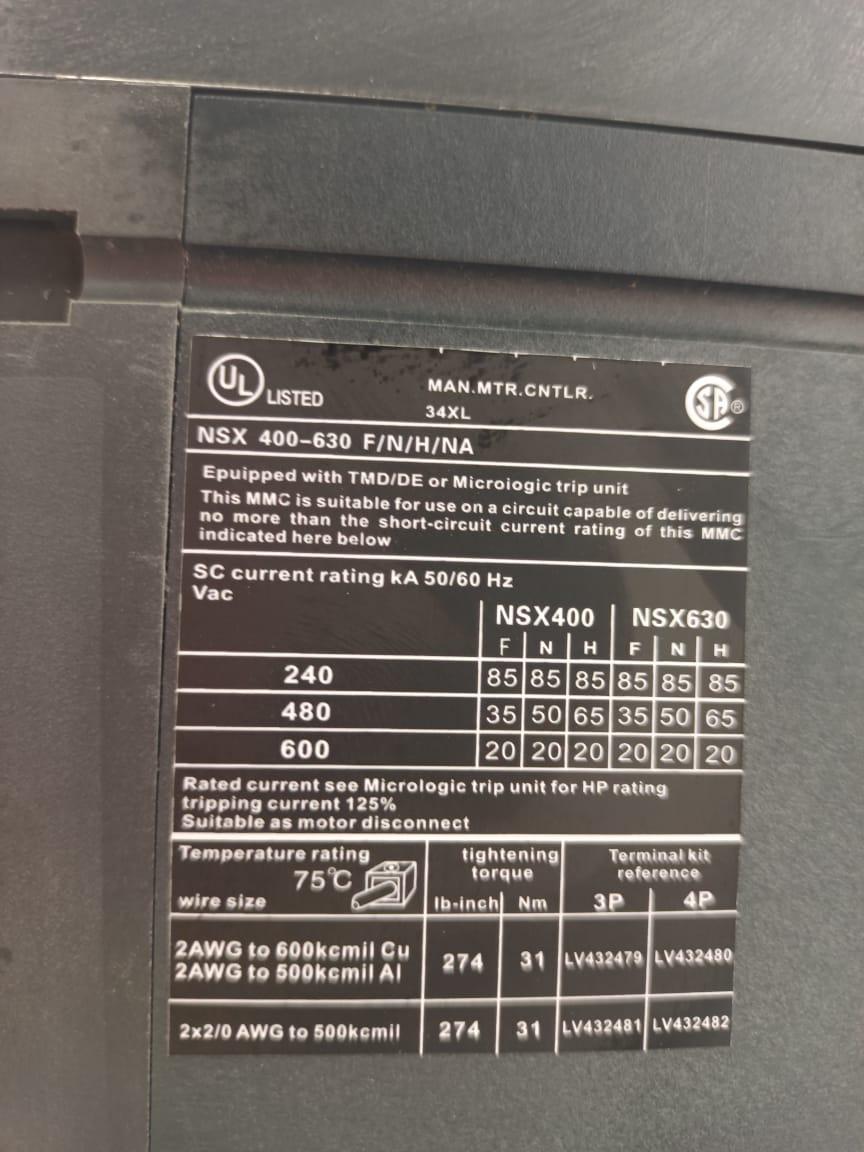 UL LISTED MAN.MTR.CNTLR. SA ®
34XL
NSX 400-630 F/N/H/NA
Epuipped with TMD/DE or Microiogic trip unit
This MMC is suitable for use on a circuit capable of delivering
no more than the short-circuit current rating of this MMC
indicated here below
SC current rating kA 50/60 Hz
Vac
NSX400 NSX630
F N H F N H
240 85 85 85 85 85 85
480 35 50 65 35 50 65
600 20 20 20 20 20 20
Rated current see Micrologic trip unit for HP rating
tripping current 125%
Suitable as motor disconnect
Temperature rating tightening Terminal kit
75℃ torque reference
wire size lb-inch Nm 3P 4P
2AWG to 600kcmil Cu
2AWG to 500kcmil Al 274 31 LV432479 LV432480
2x2/0 AWG to 500kcmil 274 31 LV432481 LV432482